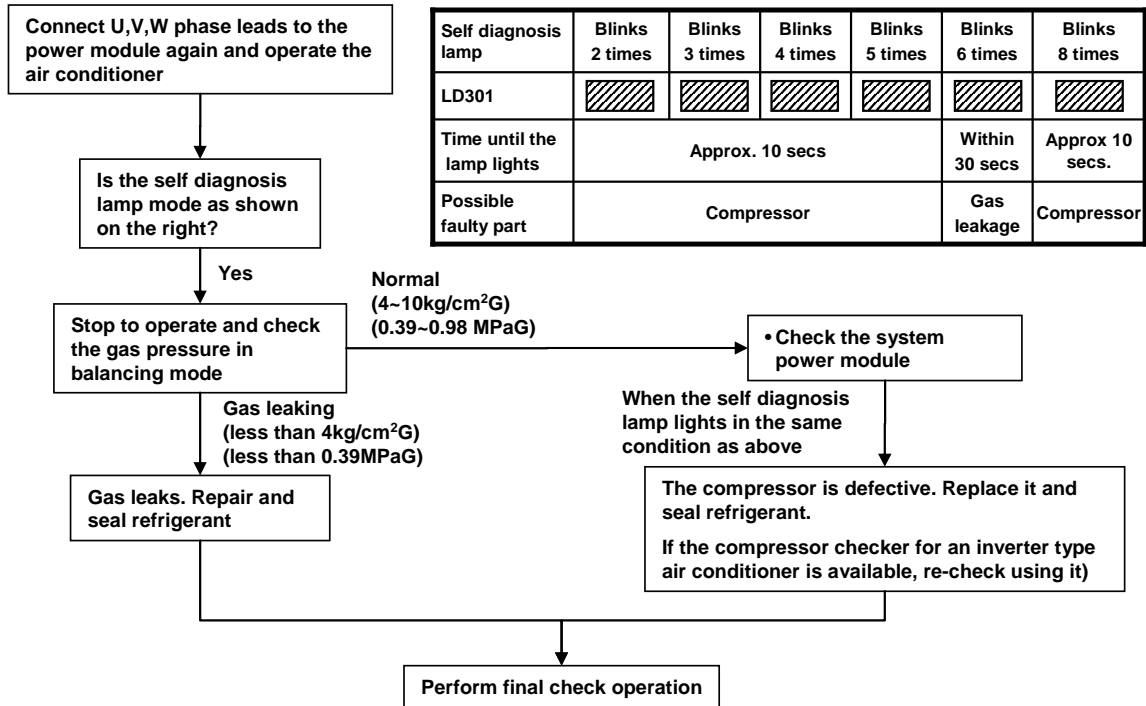 Connect U,V,W phase leads to the
power module again and operate the
air conditioner
Self diagnosis
lamp
Blinks
2 times
Blinks
3 times
Blinks
4 times
Blinks
5 times
Blinks
6 times
Blinks
8 times
LD301
Time until the
lamp lights
Approx. 10 secs
Within
30 secs
Approx 10
secs.
Possible
faulty part
Compressor
Gas
leakage
Compressor
Is the self diagnosis
lamp mode as shown
on the right?
Yes
Stop to operate and check
the gas pressure in
balancing mode
Normal
(4~10kg/cm²G)
(0.39~0.98 MPaG)
• Check the system
power module
Gas leaking
(less than 4kg/cm²G)
(less than 0.39MPaG)
When the self diagnosis
lamp lights in the same
condition as above
Gas leaks. Repair and
seal refrigerant
The compressor is defective. Replace it and
seal refrigerant.
If the compressor checker for an inverter type
air conditioner is available, re-check using it)
Perform final check operation